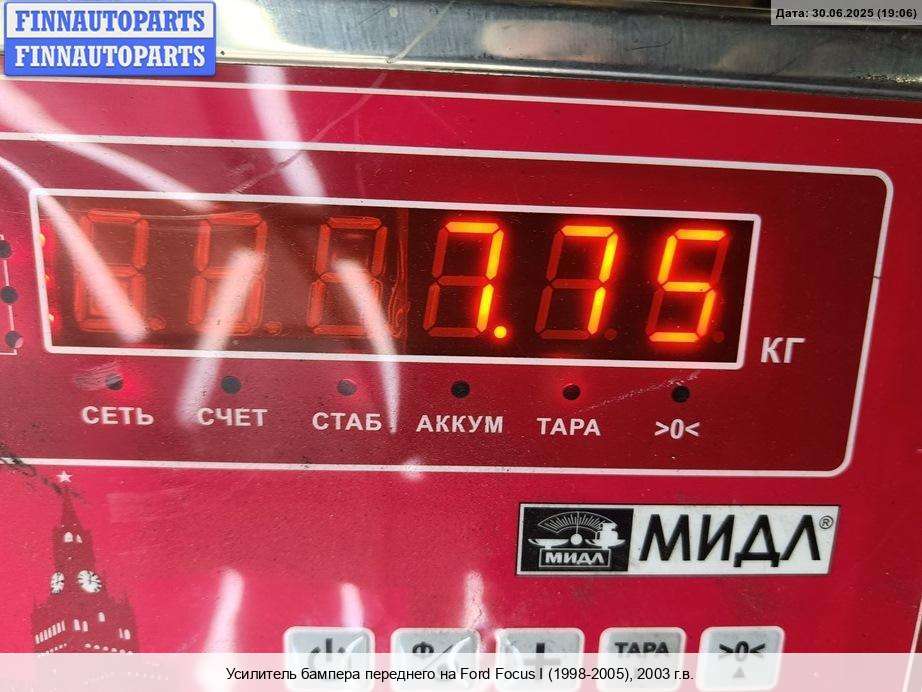 FINNAUTOPARTS
FINNAUTOPARTS
Дата: 30.06.2025 (19:06)
7.75
КГ
СЕТЬ СЧЕТ СТАБ АККУМ ТАРА >0<
МИДЛ МИДЛ®
ТАРА >0<
Усилитель бампера переднего на Ford Focus I (1998-2005), 2003 г.в.